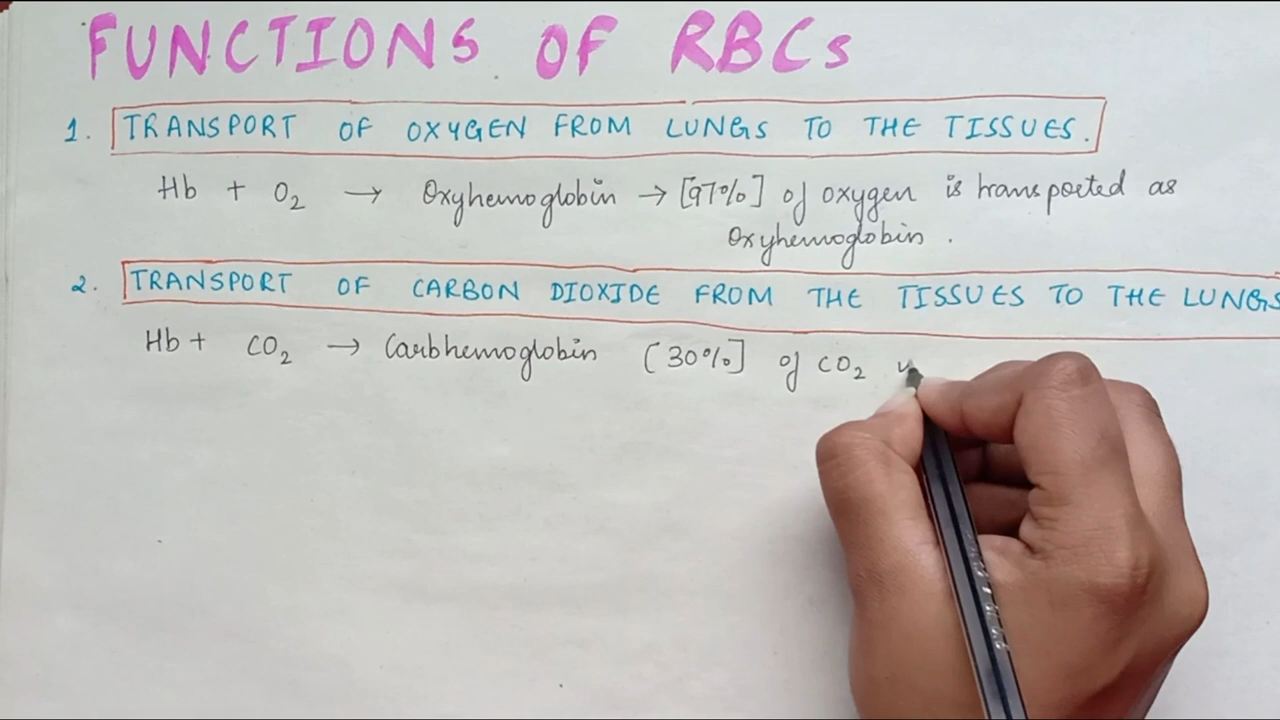 FUNCTIONS OF RBCs
1. TRANSPORT OF OXYGEN FROM LUNGS TO THE TISSUES.
Hb + O2 → Oxyhemoglobin → [97%] of oxygen is transported as
Oxyhemoglobin.
2. TRANSPORT OF CARBON DIOXIDE FROM THE TISSUES TO THE LUNGS
Hb + CO2 → Carbhemoglobin [30%] of CO2